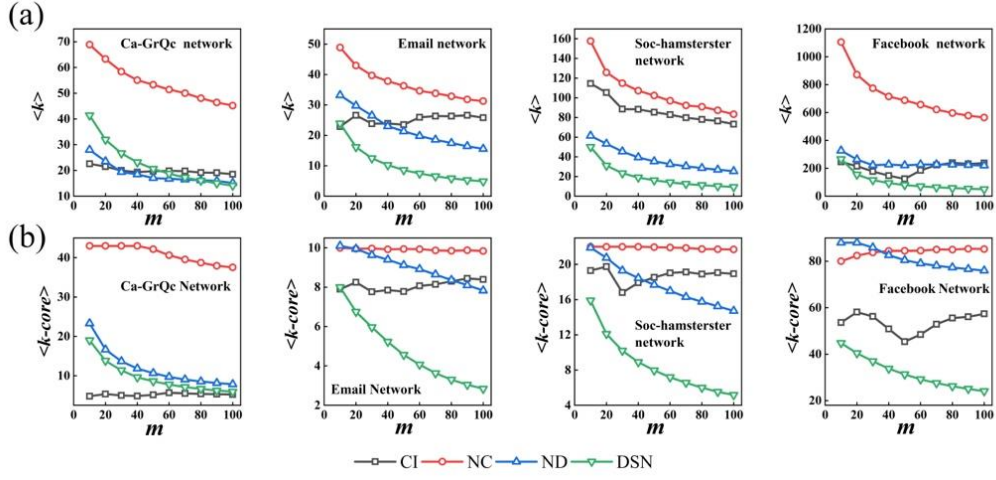 (a)
<k>
70
60
50
40
30
20
10
Ca-GrQc network
0 20 40 60 80 100
m
<k>
50
40
30
20
10
0
Email network
0 20 40 60 80 100
m
<k>
160
140
120
100
80
60
40
20
0
Soc-hamsterster
network
0 20 40 60 80 100
m
<k>
1200
1000
800
600
400
200
0
Facebook network
0 20 40 60 80 100
m
(b)
<k-core>
40
30
20
10
Ca-GrQc Network
0 20 40 60 80 100
m
<k-core>
10
8
6
4
2
Email Network
0 20 40 60 80 100
m
<k-core>
20
16
12
8
4
Soc-hamsterster
network
0 20 40 60 80 100
m
<k-core>
80
60
40
20
Facebook Network
0 20 40 60 80 100
m
CI NC ND DSN